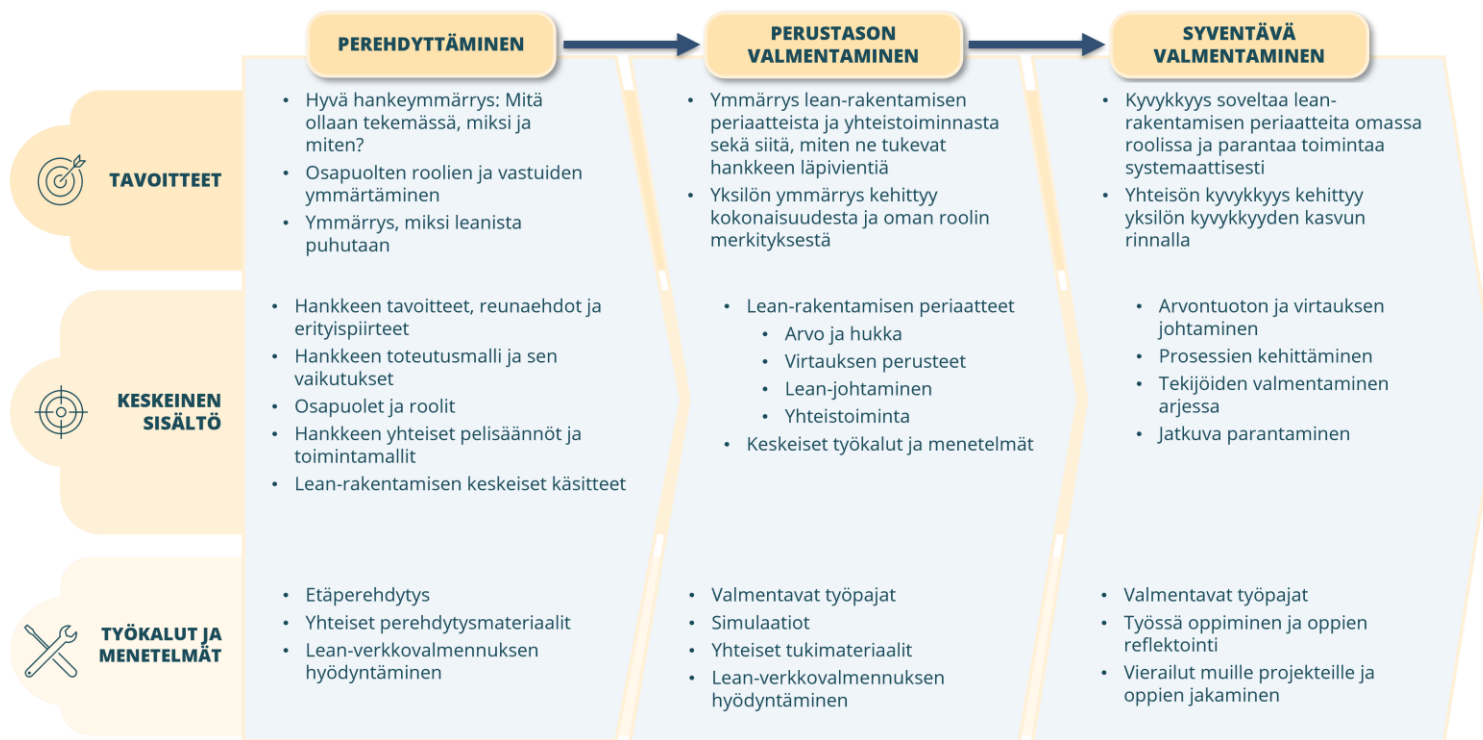 PEREHDYTTÄMINEN
PERUSTASON
VALMENTAMINEN
SYVENTÄVÄ
VALMENTAMINEN
TAVOITTEET
• Hyvä hankeymmärrys: Mitä
ollaan tekemässä, miksi ja
miten?
• Osapuolten roolien ja vastuiden
ymmärtäminen
• Ymmärrys, miksi leanista
puhutaan
• Ymmärrys lean-rakentamisen
periaatteista ja yhteistoiminnasta
sekä siitä, miten ne tukevat
hankkeen läpivientiä
• Yksilön ymmärrys kehittyy
kokonaisuudesta ja oman roolin
merkityksestä
• Kyvykkyys soveltaa lean-
rakentamisen periaatteita omassa
roolissa ja parantaa toimintaa
systemaattisesti
• Yhteisön kyvykkyys kehittyy
yksilön kyvykkyyden kasvun
rinnalla
KESKEINEN
SISÄLTÖ
• Hankkeen tavoitteet, reunaehdot ja
erityispiirteet
• Hankkeen toteutusmalli ja sen
vaikutukset
• Osapuolet ja roolit
• Hankkeen yhteiset pelisäännöt ja
toimintamallit
• Lean-rakentamisen keskeiset käsitteet
• Lean-rakentamisen periaatteet
• Arvo ja hukka
• Virtauksen perusteet
• Lean-johtaminen
• Yhteistoiminta
• Keskeiset työkalut ja menetelmät
• Arvontuoton ja virtauksen
johtaminen
• Prosessien kehittäminen
• Tekijöiden valmentaminen
arjessa
• Jatkuva parantaminen
TYÖKALUT JA
MENETELMÄT
• Etäperehdytys
• Yhteiset perehdytysmateriaalit
• Lean-verkkovalmennuksen
hyödyntäminen
• Valmentavat työpajat
• Simulaatiot
• Yhteiset tukimateriaalit
• Lean-verkkovalmennuksen
hyödyntäminen
• Valmentavat työpajat
• Työssä oppiminen ja oppien
reflektointi
• Vierailut muille projekteille ja
oppien jakaminen